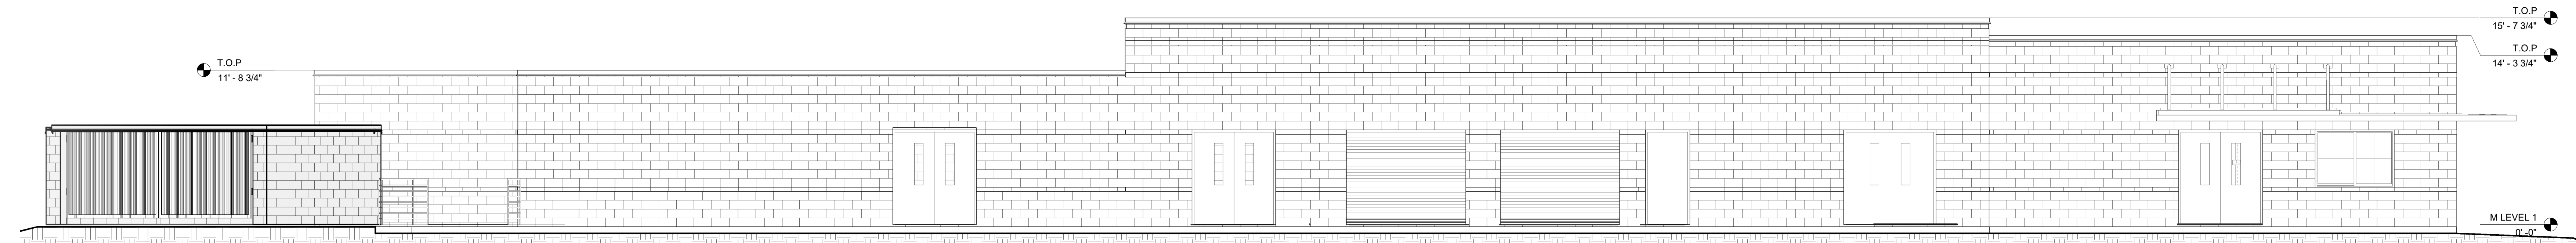 T.O.P
15' - 7 3/4"
T.O.P
14' - 3 3/4"
T.O.P
11' - 8 3/4"
M LEVEL 1
0' -0"